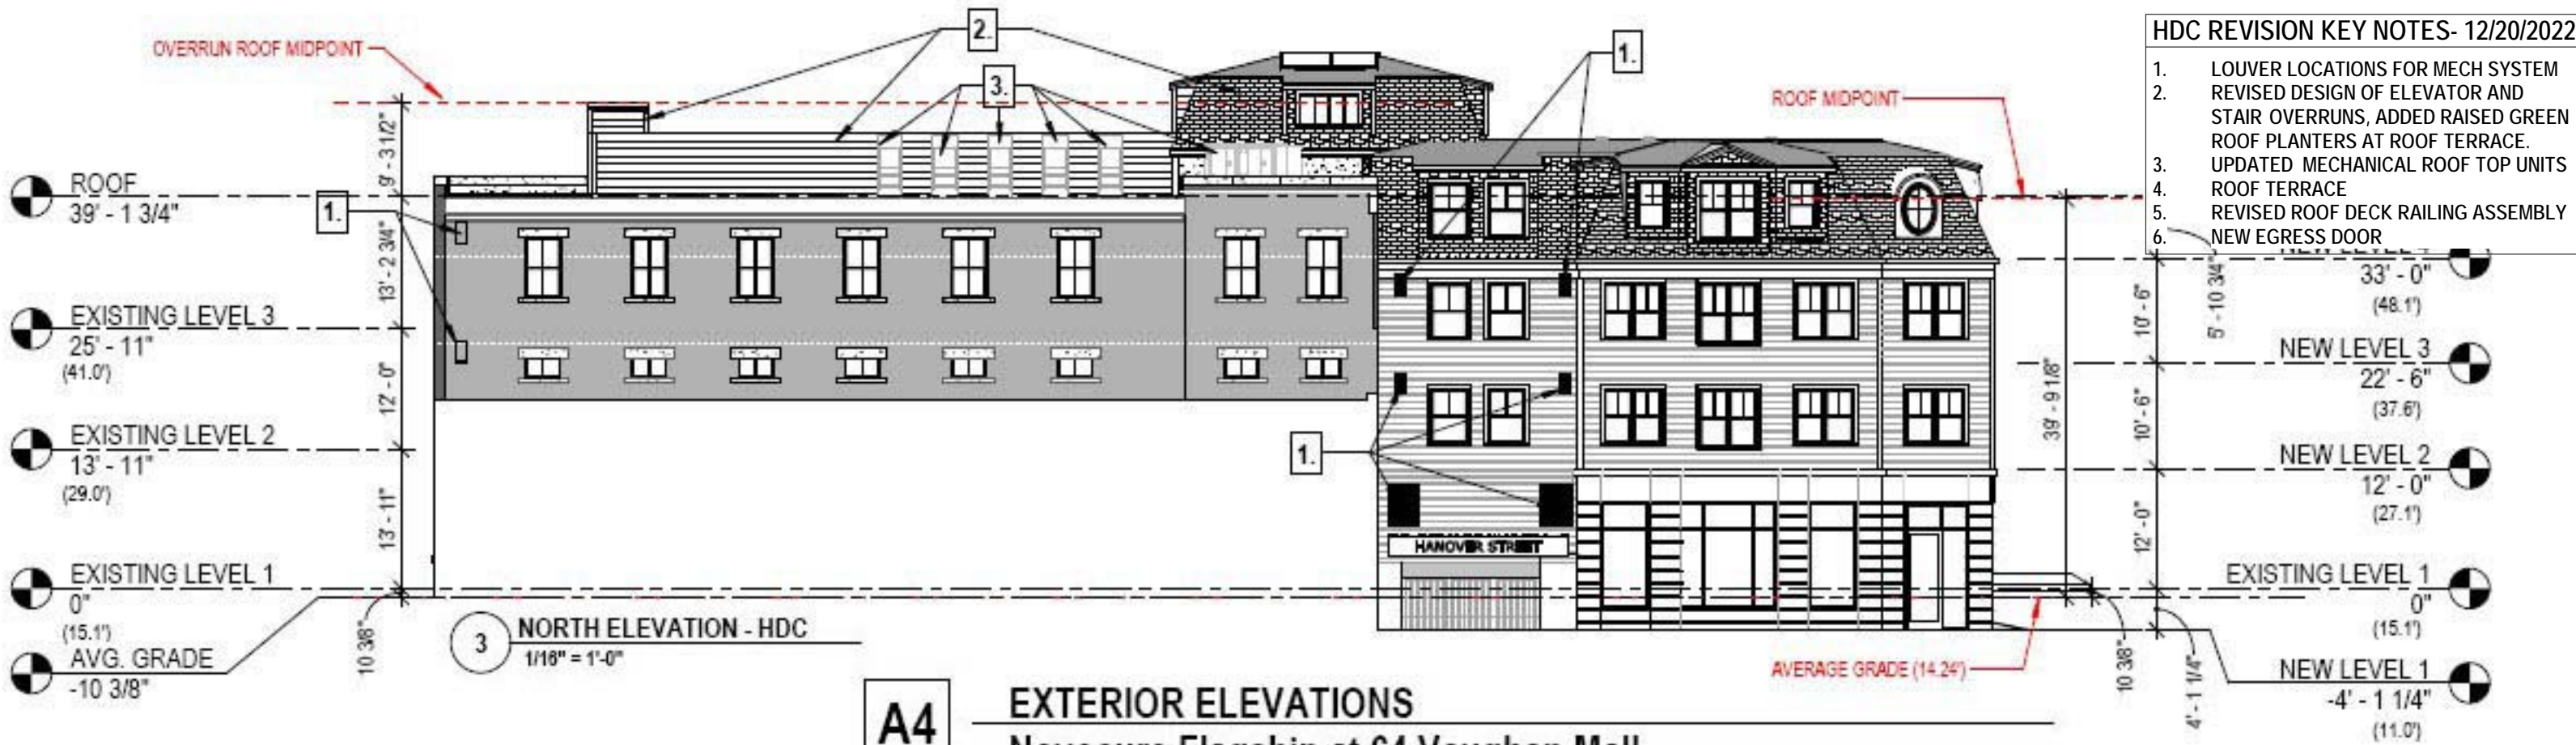 HDC REVISION KEY NOTES- 12/20/2022
1. LOUVER LOCATIONS FOR MECH SYSTEM
2. REVISED DESIGN OF ELEVATOR AND
STAIR OVERRUNS, ADDED RAISED GREEN
ROOF PLANTERS AT ROOF TERRACE.
3. UPDATED MECHANICAL ROOF TOP UNITS
4. ROOF TERRACE
5. REVISED ROOF DECK RAILING ASSEMBLY
6. NEW EGRESS DOOR
OVERRUN ROOF MIDPOINT
2.
3.
1.
ROOF MIDPOINT
ROOF
39' - 1 3/4"
1.
EXISTING LEVEL 3
25' - 11"
(41.0')
EXISTING LEVEL 2
13' - 11"
(29.0')
EXISTING LEVEL 1
0"
(15.1')
AVG. GRADE
-10 3/8"
9' - 3 1/2"
13' - 2 3/4"
12' - 0"
13' - 11"
10 3/8"
1.
HANOVER STREET
33' - 0"
(48.1')
NEW LEVEL 3
22' - 6"
(37.6')
NEW LEVEL 2
12' - 0"
(27.1')
EXISTING LEVEL 1
0"
(15.1')
NEW LEVEL 1
-4' - 1 1/4"
(11.0')
5' - 10 3/4"
10' - 6"
10' - 6"
12' - 0"
39' - 9 1/8"
10 3/8"
4' - 1 1/4"
AVERAGE GRADE (14.24')
3
NORTH ELEVATION - HDC
1/16" = 1'-0"
A4
EXTERIOR ELEVATIONS
Flagship at 64 Vaughan Mall